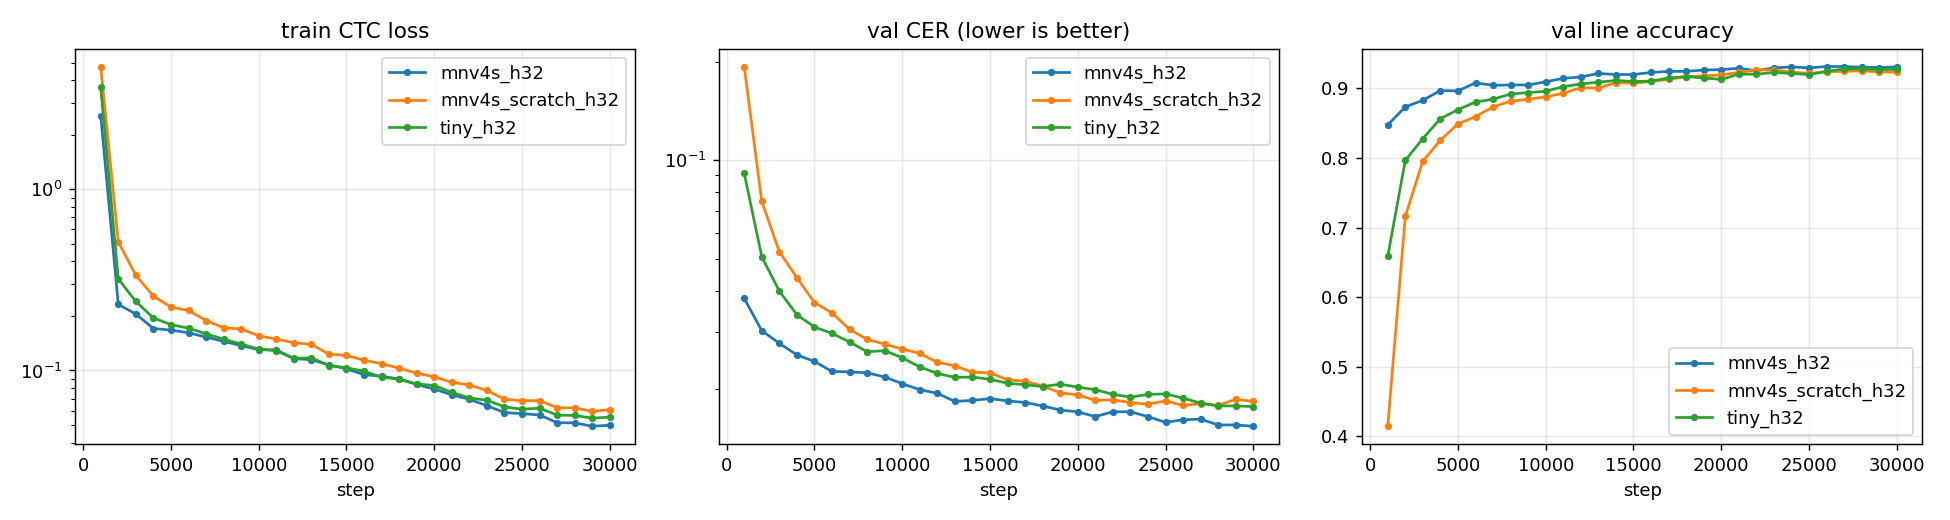 train CTC loss
mnv4s_h32
mnv4s_scratch_h32
tiny_h32
10⁰
10⁻¹
0 5000 10000 15000 20000 25000 30000
step
val CER (lower is better)
mnv4s_h32
mnv4s_scratch_h32
tiny_h32
10⁻¹
0 5000 10000 15000 20000 25000 30000
step
val line accuracy
0.9
0.8
0.7
0.6
0.5
0.4
mnv4s_h32
mnv4s_scratch_h32
tiny_h32
0 5000 10000 15000 20000 25000 30000
step